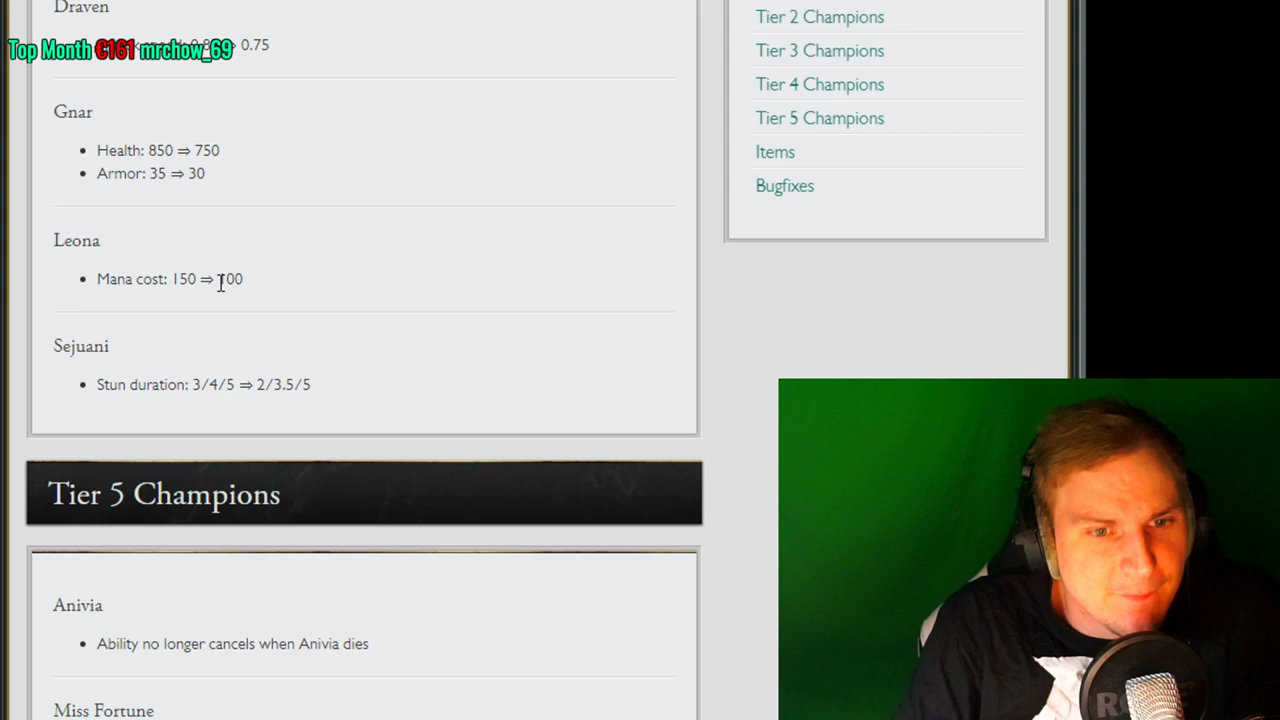 Draven
Top Month €161 mrchow_69
⇒ 0.75
Gnar
Health: 850 ⇒ 750
Armor: 35 ⇒ 30
Leona
Mana cost: 150 ⇒ 100
Sejuani
Stun duration: 3/4/5 ⇒ 2/3.5/5
Tier 5 Champions
Anivia
Ability no longer cancels when Anivia dies
Miss Fortune
Tier 2 Champions
Tier 3 Champions
Tier 4 Champions
Tier 5 Champions
Items
Bugfixes